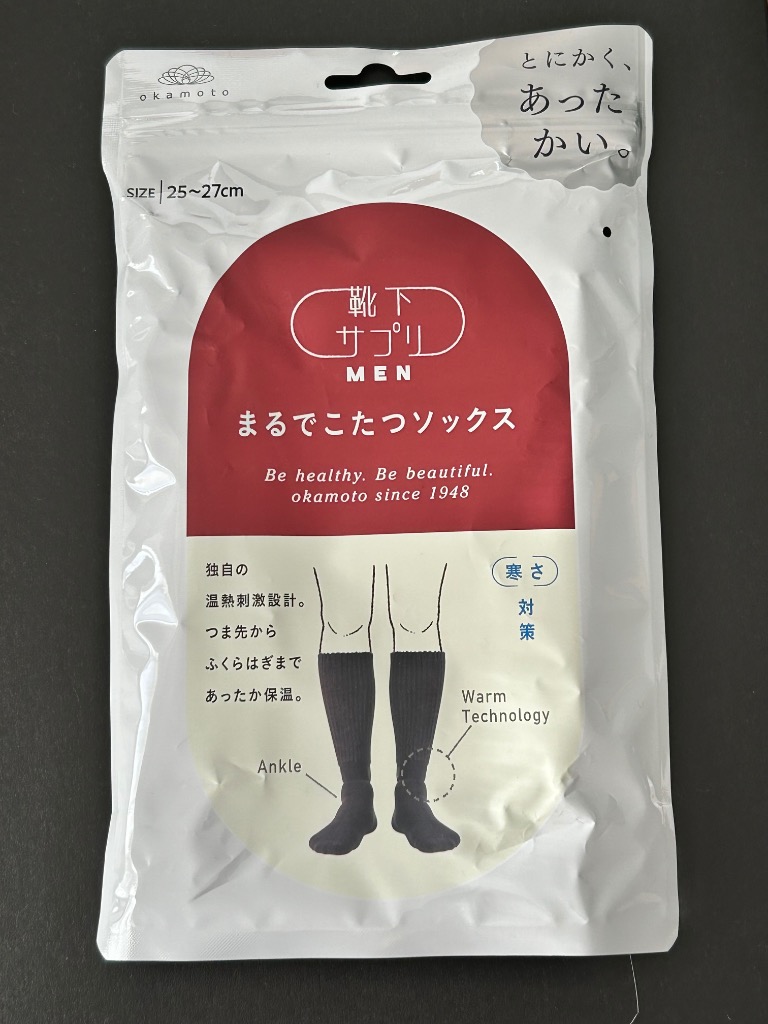 okamoto
とにかく、
あった
かい。
SIZE 25~27cm
靴下
サプリ
MEN
まるでこたつソックス
Be healthy. Be beautiful.
okamoto since 1948
独自の
温熱刺激設計。
つま先から
ふくらはぎまで
あったか保温。
寒さ
対
策
Warm
Technology
Ankle